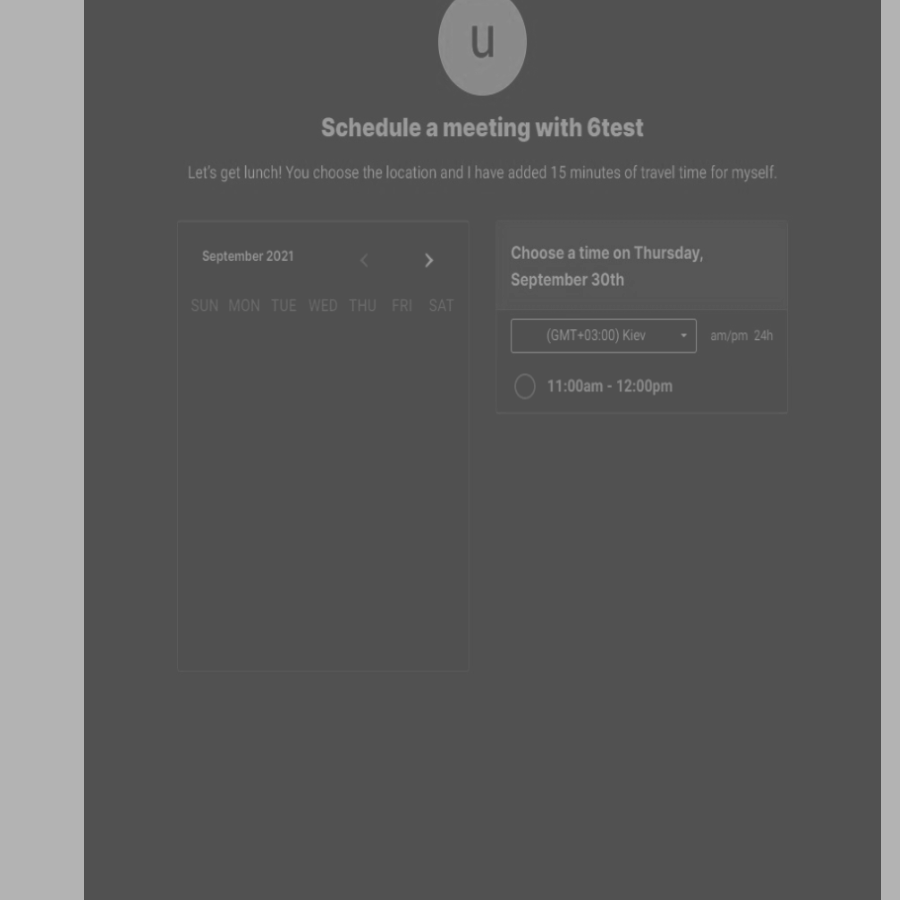 u
Schedule a meeting with 6test
Let's get lunch! You choose the location and I have added 15 minutes of travel time for myself.
September 2021
SUN MON TUE WED THU FRI SAT
Choose a time on Thursday,
September 30th
(GMT+03:00) Kiev am/pm 24h
11:00am - 12:00pm